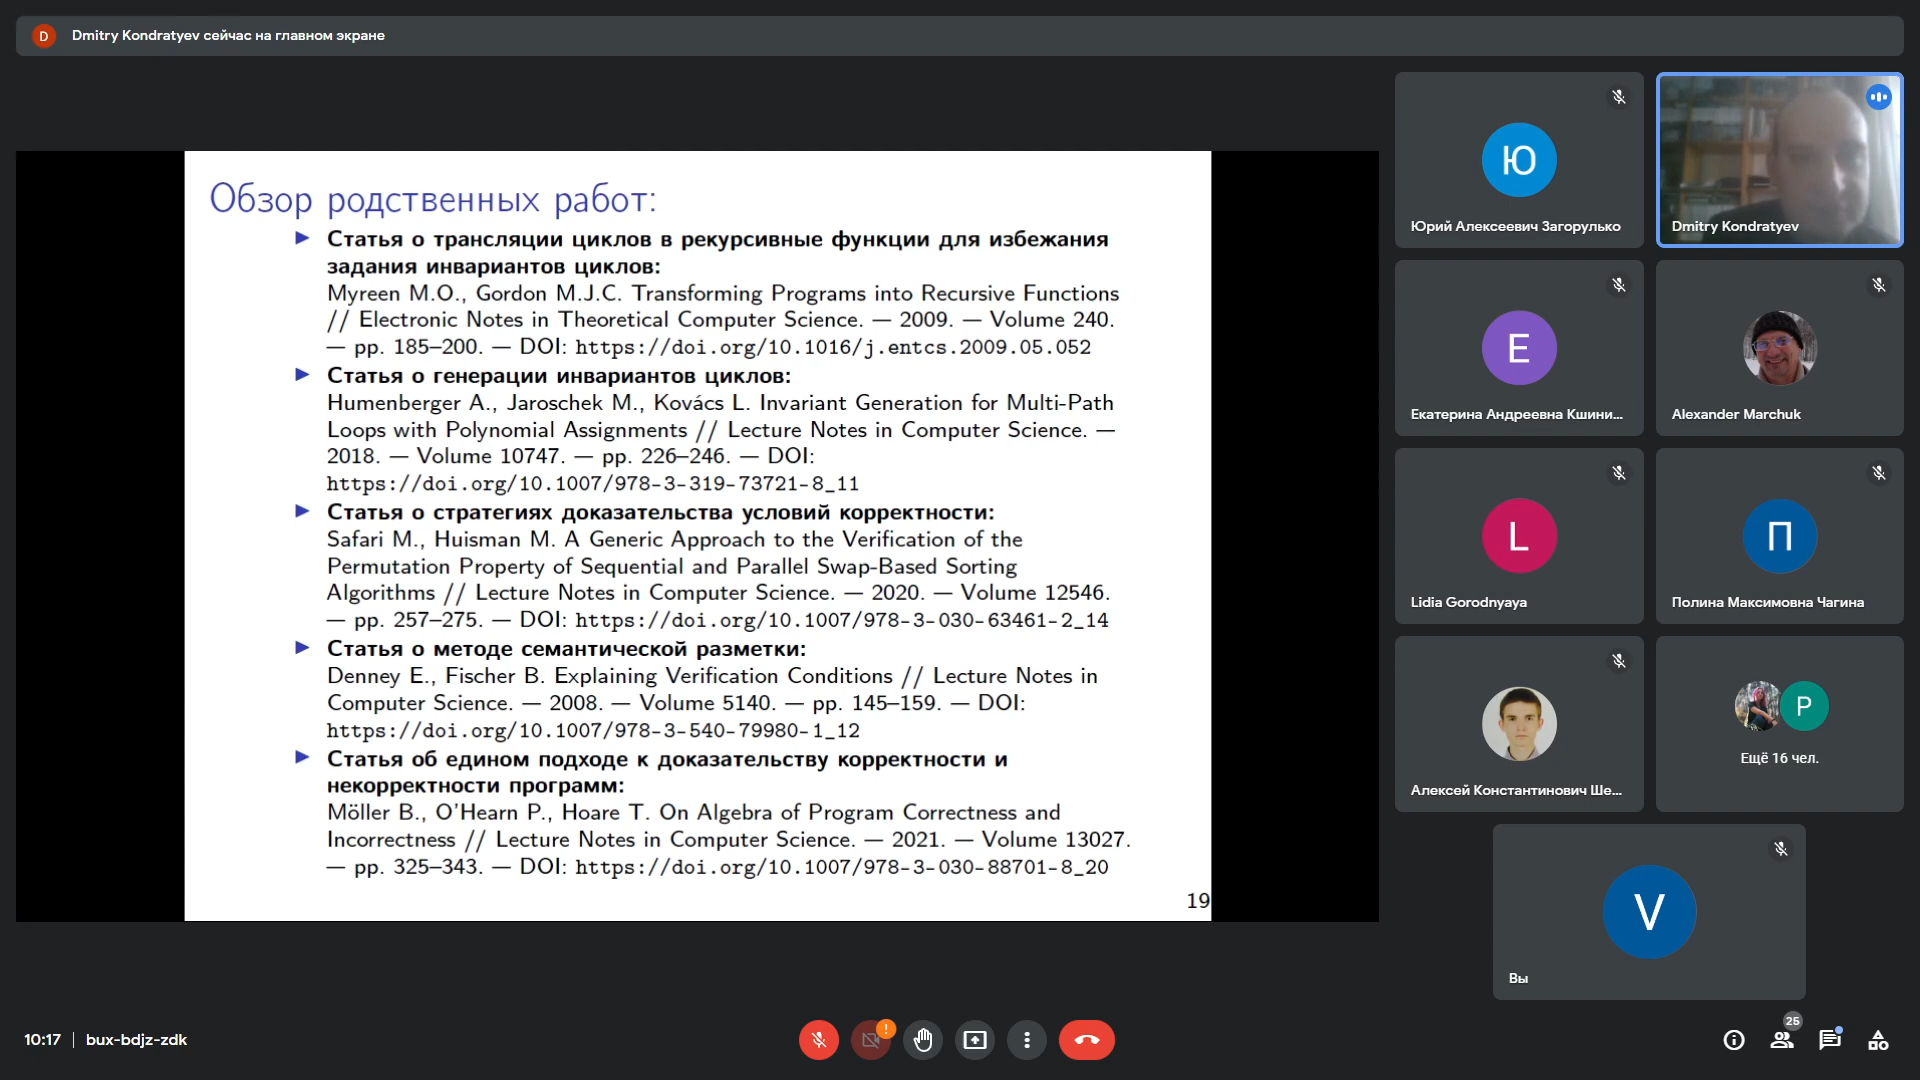 D
Dmitry Kondratyev сейчас на главном экране
Обзор родственных работ:
Статья о трансляции циклов в рекурсивные функции для избежания
задания инвариантов циклов:
Myreen M.O., Gordon M.J.C. Transforming Programs into Recursive Functions
// Electronic Notes in Theoretical Computer Science. — 2009. — Volume 240.
— pp. 185–200. — DOI: https://doi.org/10.1016/j.entcs.2009.05.052
Статья о генерации инвариантов циклов:
Humenberger A., Jaroschek M., Kovács L. Invariant Generation for Multi-Path
Loops with Polynomial Assignments // Lecture Notes in Computer Science. —
2018. — Volume 10747. — pp. 226–246. — DOI:
https://doi.org/10.1007/978-3-319-73721-8_11
Статья о стратегиях доказательства условий корректности:
Safari M., Huisman M. A Generic Approach to the Verification of the
Permutation Property of Sequential and Parallel Swap-Based Sorting
Algorithms // Lecture Notes in Computer Science. — 2020. — Volume 12546.
— pp. 257–275. — DOI: https://doi.org/10.1007/978-3-030-63461-2_14
Статья о методе семантической разметки:
Denney E., Fischer B. Explaining Verification Conditions // Lecture Notes in
Computer Science. — 2008. — Volume 5140. — pp. 145–159. — DOI:
https://doi.org/10.1007/978-3-540-79980-1_12
Статья об едином подходе к доказательству корректности и
некорректности программ:
Möller B., O'Hearn P., Hoare T. On Algebra of Program Correctness and
Incorrectness // Lecture Notes in Computer Science. — 2021. — Volume 13027.
— pp. 325–343. — DOI: https://doi.org/10.1007/978-3-030-88701-8_20
19
Ю
Юрий Алексеевич Загорулько
Dmitry Kondratyev
E
Екатерина Андреевна Кшини...
Alexander Marchuk
L
Lidia Gorodnyaya
П
Полина Максимовна Чагина
Алексей Константинович Ше...
P
Ещё 16 чел.
V
Вы
10:17 | bux-bdjz-zdk
!
25